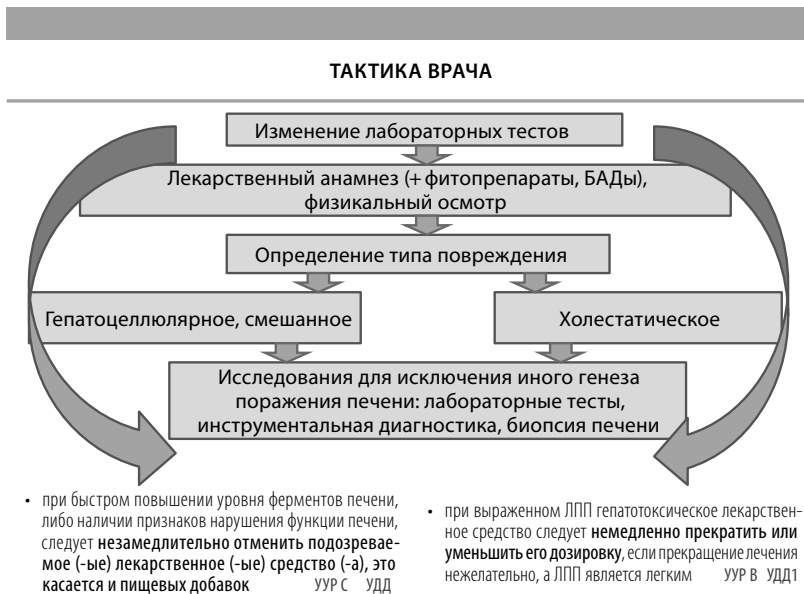 ТАКТИКА ВРАЧА
Изменение лабораторных тестов
Лекарственный анамнез (+ фитопрепараты, БАДы),
физикальный осмотр
Определение типа повреждения
Гепатоцеллюлярное, смешанное
Холестатическое
Исследования для исключения иного генеза
поражения печени: лабораторные тесты,
инструментальная диагностика, биопсия печени
• при быстром повышении уровня ферментов печени,
либо наличии признаков нарушения функции печени,
следует незамедлительно отменить подозревае-
мое (-ые) лекарственное (-ые) средство (-а), это
касается и пищевых добавок УУР С УДД
• при выраженном ЛПП гепатотоксическое лекарствен-
ное средство следует немедленно прекратить или
уменьшить его дозировку, если прекращение лечения
нежелательно, а ЛПП является легким УУР В УДД1